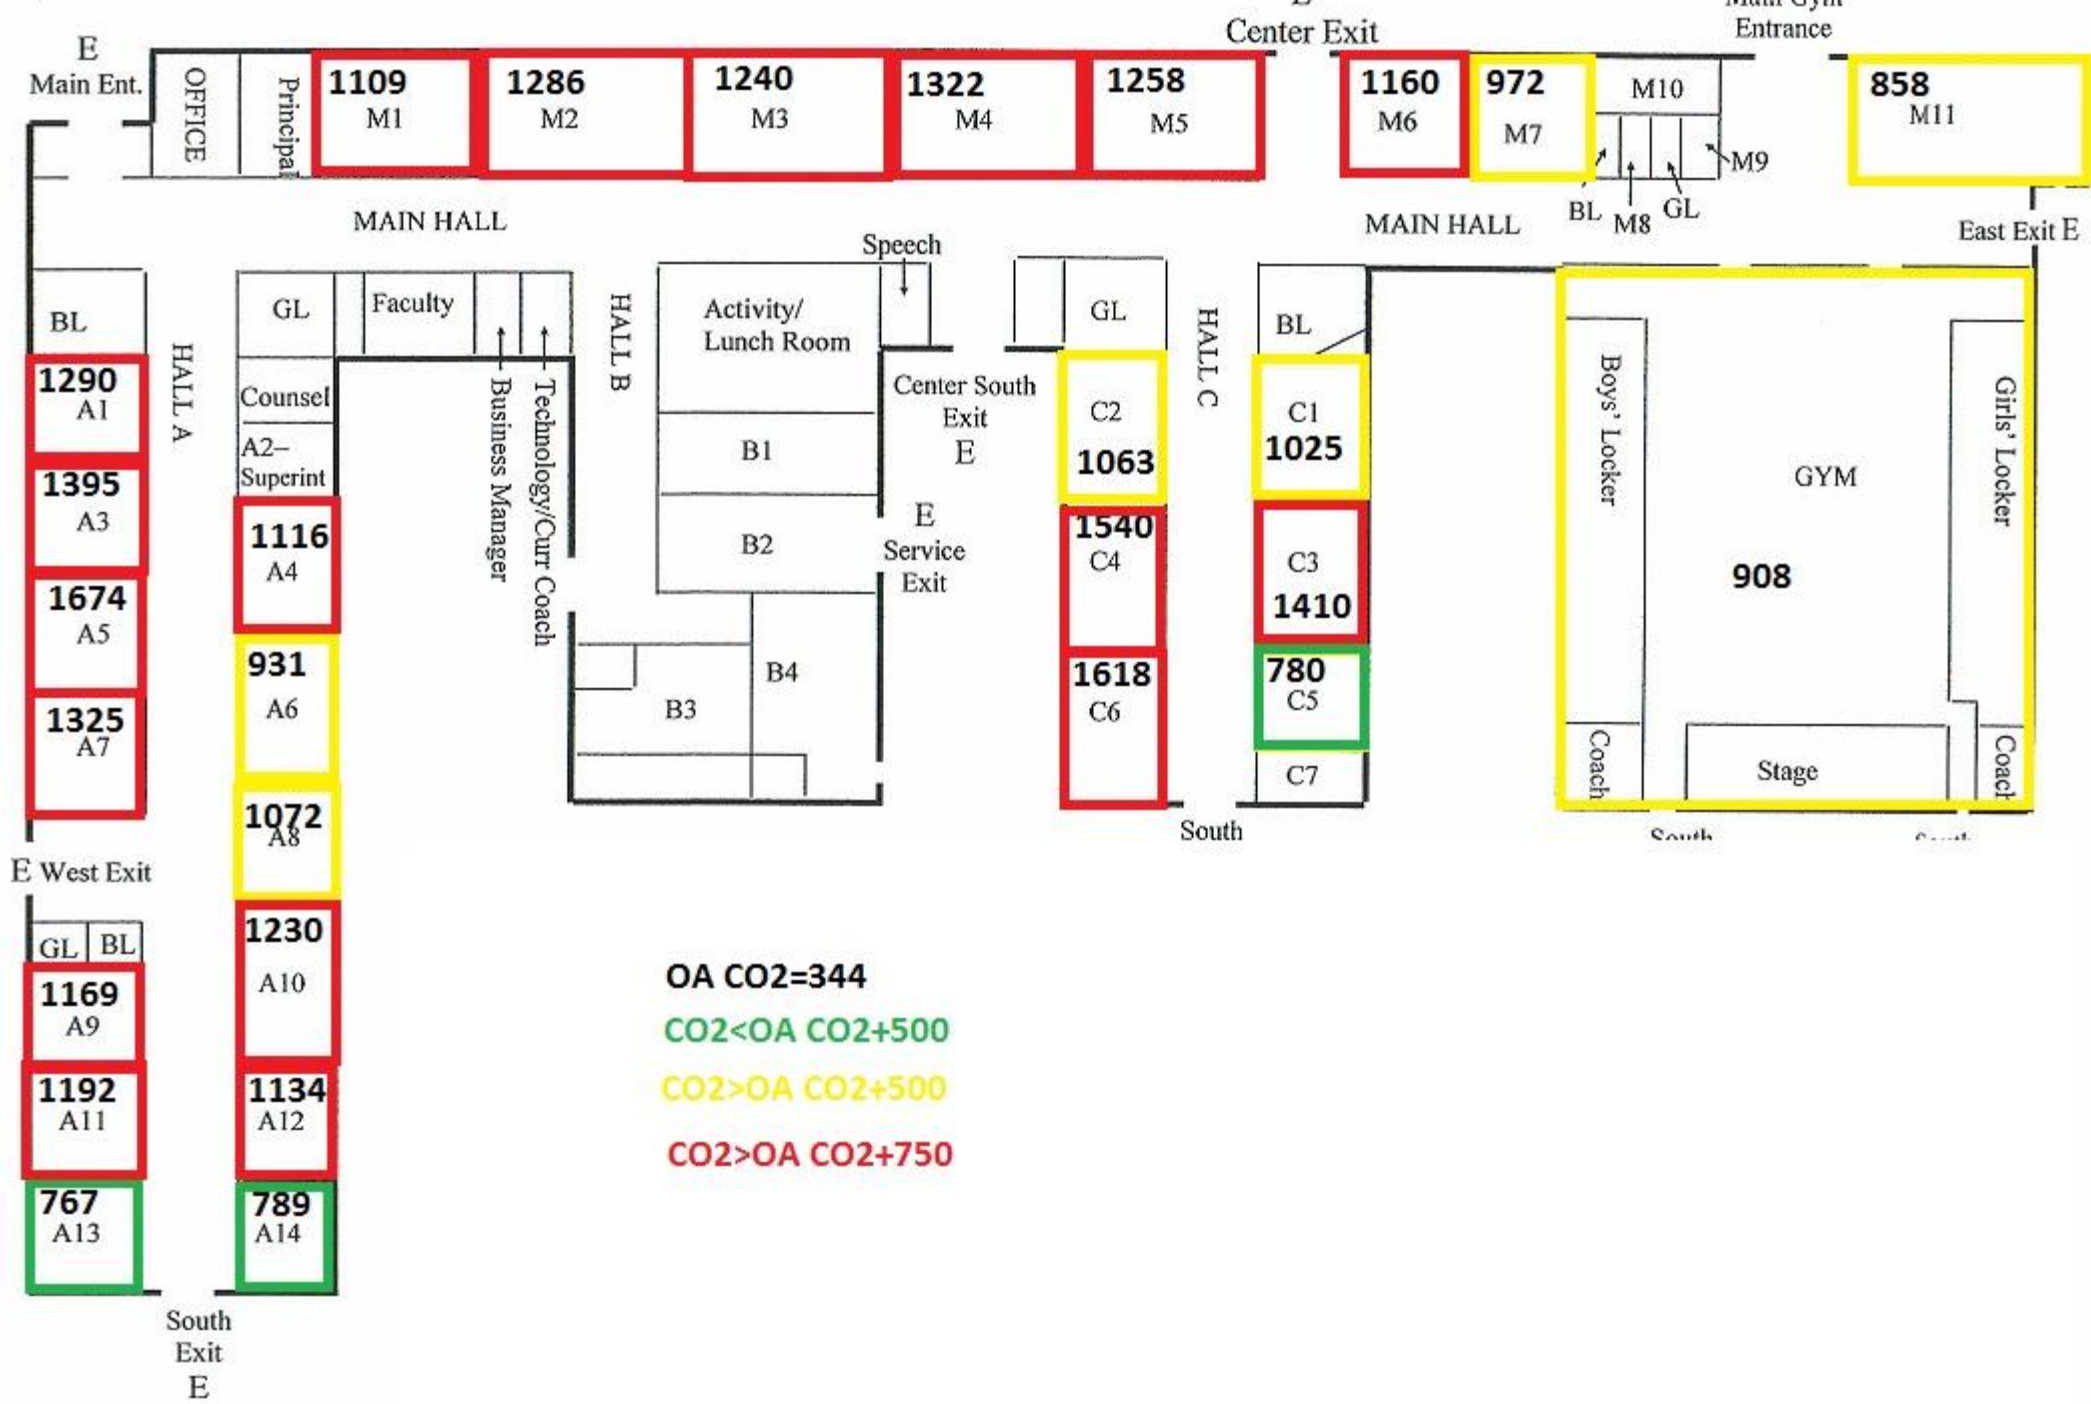 E
Main Ent.
OFFICE
Principal
1109
M1
1286
M2
1240
M3
1322
M4
1258
M5
Center Exit
1160
M6
972
M7
M10
M9
BL
M8
GL
Entrance
858
M11
East Exit E
MAIN HALL
MAIN HALL
BL
HALL A
GL
Faculty
Business Manager
Technology/Curr Coach
HALL B
Activity/
Lunch Room
Speech
GL
HALL C
BL
1290
A1
Counsel
A2–
Superint
Center South
Exit
E
C2
1063
C1
1025
Boys' Locker
Girls' Locker
GYM
908
1395
A3
1116
A4
B1
B2
E
Service
Exit
1540
C4
C3
1410
1674
A5
931
A6
B3
B4
1618
C6
780
C5
1325
A7
C7
Coach
Stage
Coach
1072
A8
South
South
E West Exit
GL
BL
1230
A10
1169
A9
1192
A11
1134
A12
767
A13
789
A14
South
Exit
E
OA CO2=344
CO2<OA CO2+500
CO2>OA CO2+500
CO2>OA CO2+750